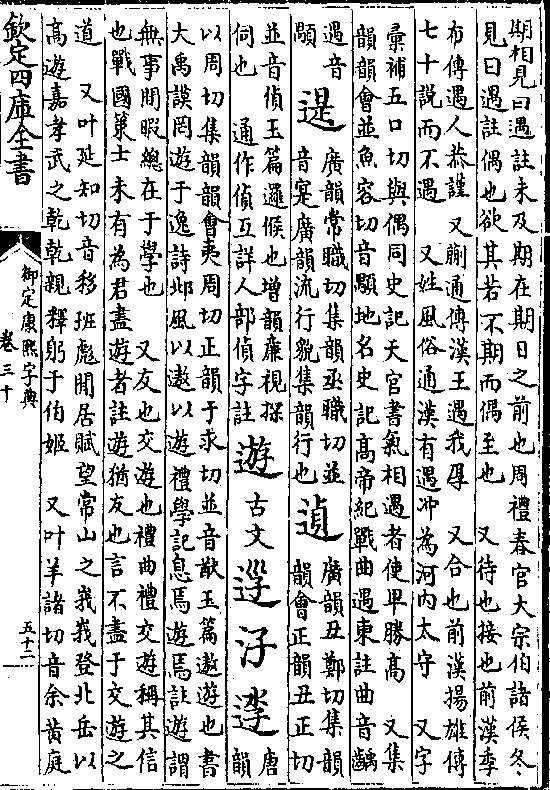 期相見曰遇註未及期在期日之前也周禮春官大宗伯諸侯冬
見曰遇註偶也欲其若不期而偶至也　又待也接也前漢季
布傳遇人恭謹　又蒯通傳漢王遇我厚　又合也前漢揚雄傳
七十說而不遇　又姓風俗通漢有遇冲為河内太守　又字
彙補五口切與偶同史記天官書氣相遇者使卑勝高　又集
韻韻會並魚容切音顒地名史記高帝紀戰曲遇東註曲音齲
遇音顒
遈
廣韻常職切集韻丞職切並
音寔廣韻流行貌集韻行也
遉
廣韻丑鄭切集韻
韻會正韻丑正切
並音偵玉篇邏候也增韻廉視探
伺也　通作偵互詳人部偵字註
遊
古文
逕
汓
𨒰
唐韻
以周切集韻韻會夷周切正韻于求切並音猷玉篇遨遊也書
大禹謨罔遊于逸詩邶風以遨以遊禮學記息焉遊焉註遊謂
無事閒暇總在于學也　又友也交遊也禮曲禮交遊稱其信
也戰國策士未有為君盡遊者註遊猶友也言不盡于交遊之
道　又叶延知切音移班彪閒居賦望常山之峩峩登北岳以
高遊嘉孝武之乾乾親釋躬于伯姬　又叶羊諸切音余黃庭
欽定四庫全書
御定康熙字典
卷三十
五十二